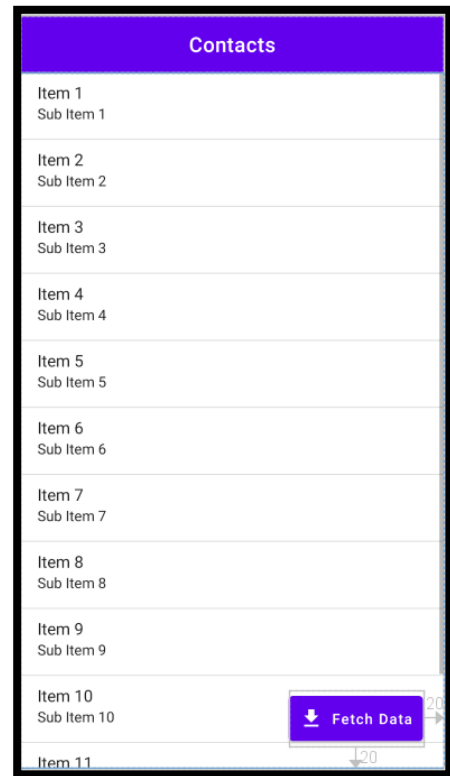 Contacts
Item 1
Sub Item 1
Item 2
Sub Item 2
Item 3
Sub Item 3
Item 4
Sub Item 4
Item 5
Sub Item 5
Item 6
Sub Item 6
Item 7
Sub Item 7
Item 8
Sub Item 8
Item 9
Sub Item 9
Item 10
Sub Item 10
Fetch Data
20
20
Item 11